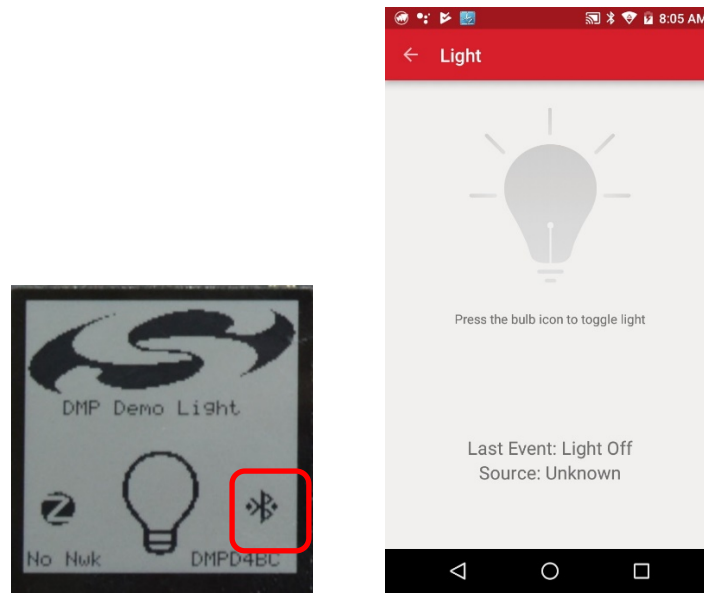 DMP Demo Light
No Nwk
DMPD4BC
8:05 AM
Light
Press the bulb icon to toggle light
Last Event: Light Off
Source: Unknown